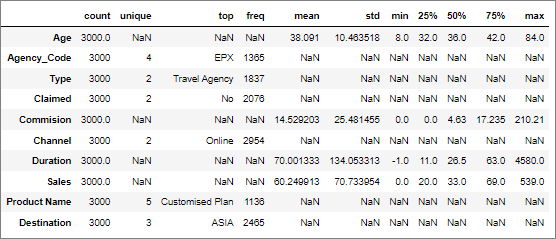 count unique top freq mean std min 25% 50% 75% max
Age 3000.0 NaN NaN NaN 38.091 10.463518 8.0 32.0 36.0 42.0 84.0
Agency_Code 3000 4 EPX 1365 NaN NaN NaN NaN NaN NaN NaN
Type 3000 2 Travel Agency 1837 NaN NaN NaN NaN NaN NaN NaN
Claimed 3000 2 No 2076 NaN NaN NaN NaN NaN NaN NaN
Commision 3000.0 NaN NaN NaN 14.529203 25.481455 0.0 0.0 4.63 17.235 210.21
Channel 3000 2 Online 2954 NaN NaN NaN NaN NaN NaN NaN
Duration 3000.0 NaN NaN NaN 70.001333 134.053313 -1.0 11.0 26.5 63.0 4580.0
Sales 3000.0 NaN NaN NaN 60.249913 70.733954 0.0 20.0 33.0 69.0 539.0
Product Name 3000 5 Customised Plan 1136 NaN NaN NaN NaN NaN NaN NaN
Destination 3000 3 ASIA 2465 NaN NaN NaN NaN NaN NaN NaN